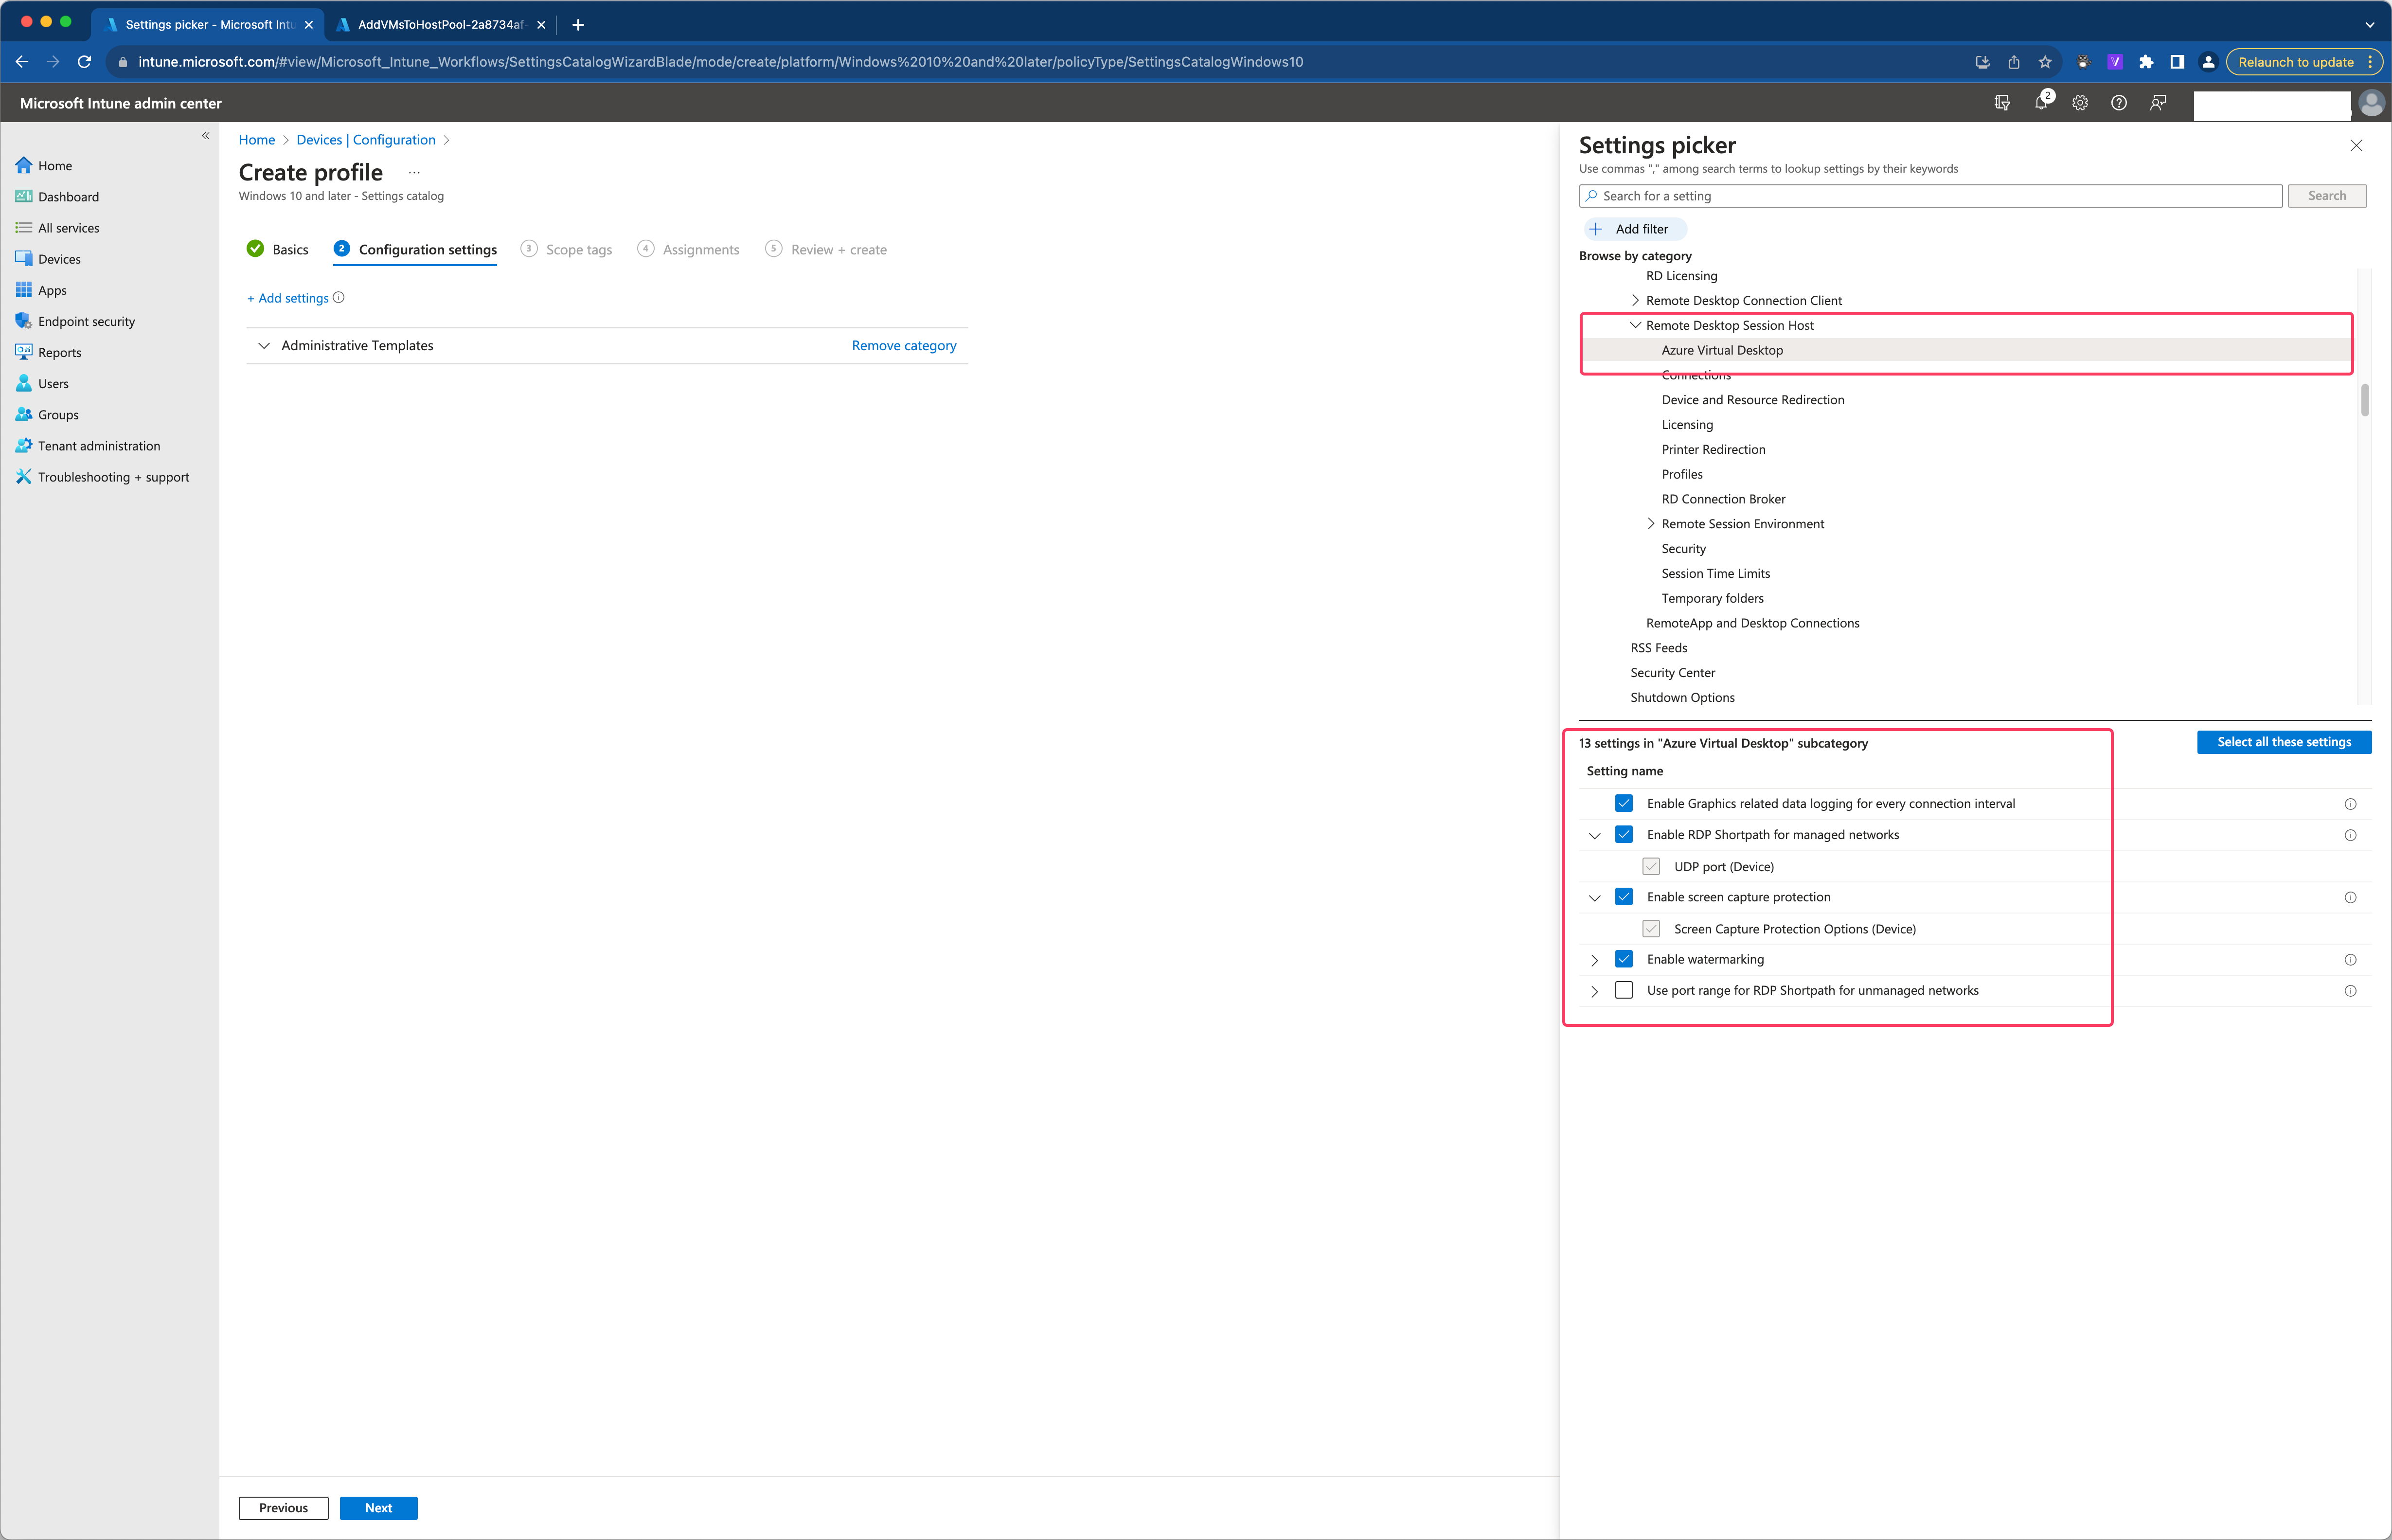 Settings picker - Microsoft Intu
AddVMsToHostPool-2a8734af-
intune.microsoft.com/#view/Microsoft_Intune_Workflows/SettingsCatalogWizardBlade/mode/create/platform/Windows%2010%20and%20later/policyType/SettingsCatalogWindows10
V
Relaunch to update
Microsoft Intune admin center
2
Home
Dashboard
All services
Devices
Apps
Endpoint security
Reports
Users
Groups
Tenant administration
Troubleshooting + support
Home > Devices | Configuration >
Create profile ...
Windows 10 and later - Settings catalog
Basics
2 Configuration settings
3 Scope tags
4 Assignments
5 Review + create
+ Add settings
Administrative Templates
Remove category
Previous
Next
Settings picker
Use commas "," among search terms to lookup settings by their keywords
Search for a setting
Search
Add filter
Browse by category
RD Licensing
Remote Desktop Connection Client
Remote Desktop Session Host
Azure Virtual Desktop
Connections
Device and Resource Redirection
Licensing
Printer Redirection
Profiles
RD Connection Broker
Remote Session Environment
Security
Session Time Limits
Temporary folders
RemoteApp and Desktop Connections
RSS Feeds
Security Center
Shutdown Options
13 settings in "Azure Virtual Desktop" subcategory
Select all these settings
Setting name
Enable Graphics related data logging for every connection interval
Enable RDP Shortpath for managed networks
UDP port (Device)
Enable screen capture protection
Screen Capture Protection Options (Device)
Enable watermarking
Use port range for RDP Shortpath for unmanaged networks